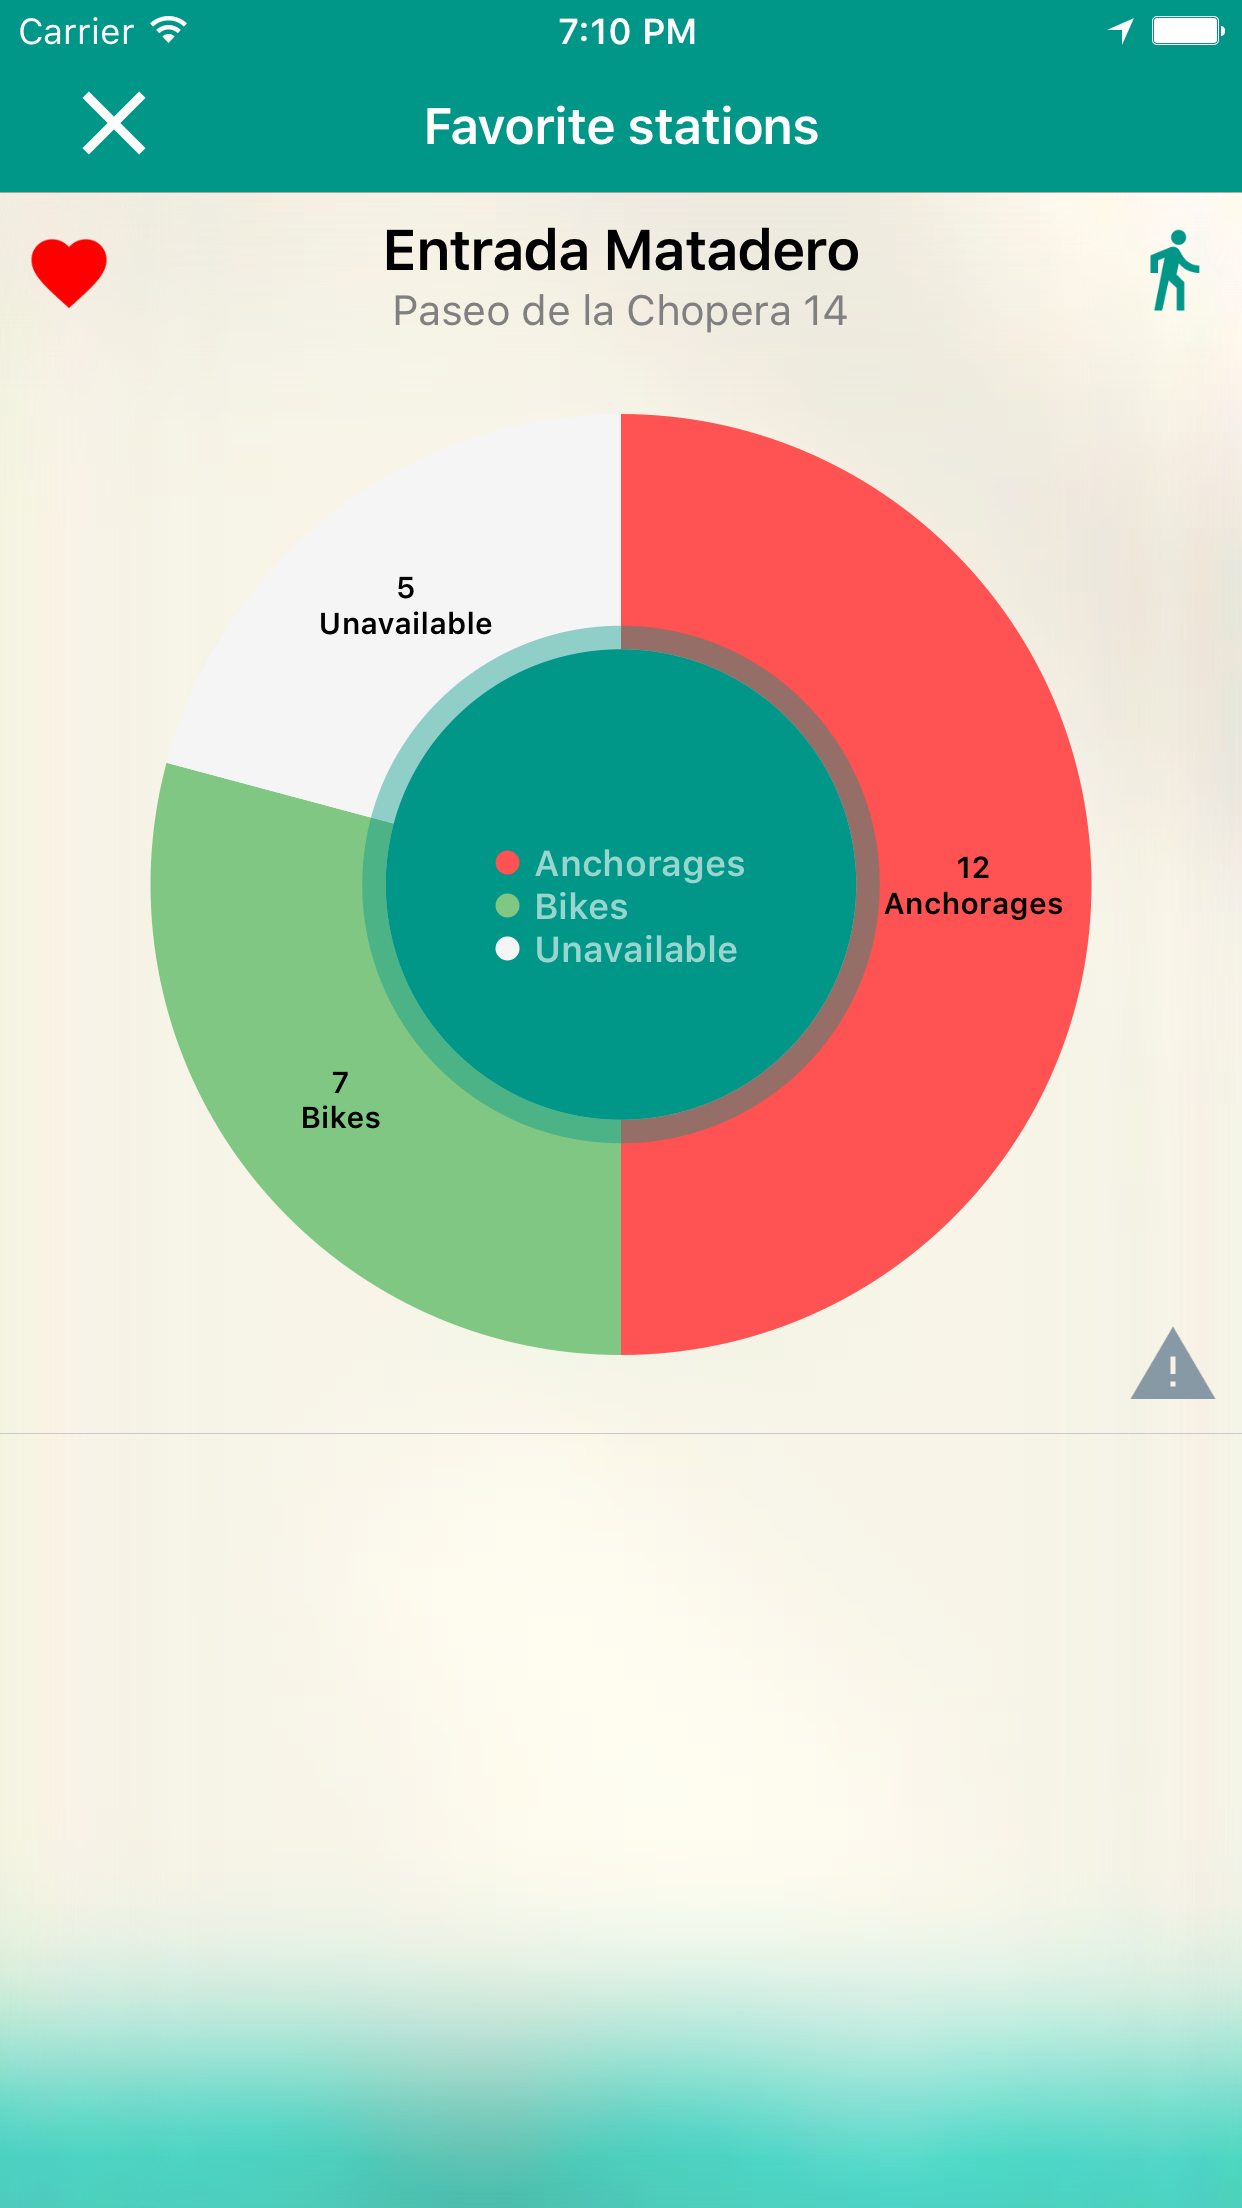 Carrier 7:10 PM
Favorite stations
Entrada Matadero
Paseo de la Chopera 14
5
Unavailable
12
Anchorages
Anchorages
Bikes
Unavailable
7
Bikes